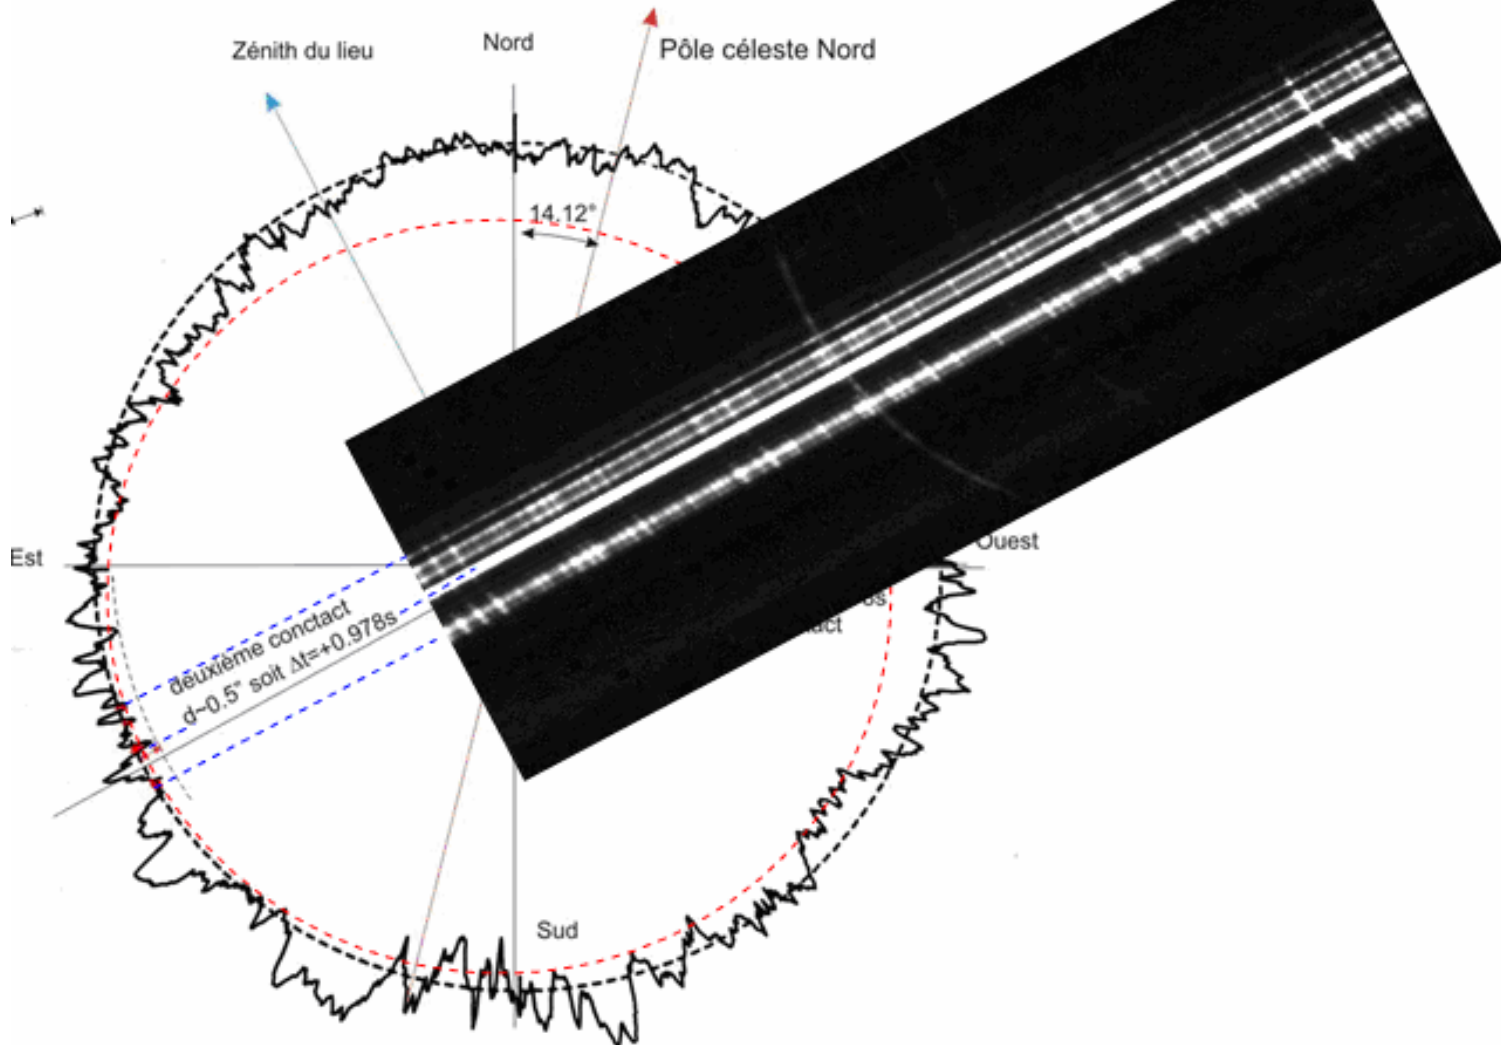 Nord
Zénith du lieu
Pôle céleste Nord
14.12°
Est
Ouest
deuxième conctact
d~0.5" soit Δt=+0.978s
Sud